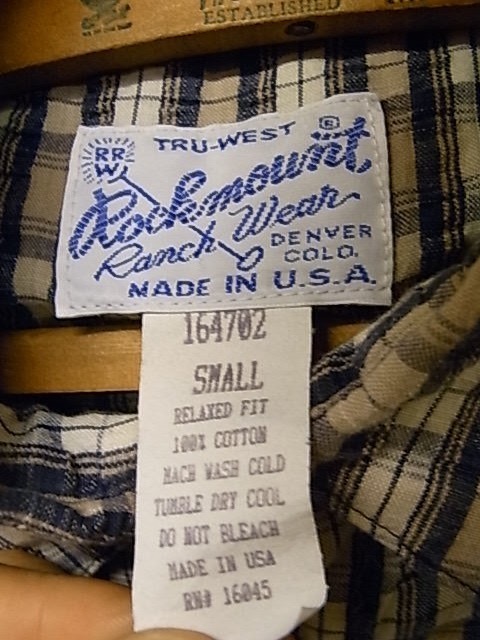 ESTABLISHED
TRU-WEST ®
RR
W
Rockmount
Ranch Wear
DENVER
COLO.
MADE IN U.S.A.
164702
SMALL
RELAXED FIT
100% COTTON
MACH WASH COLD
TUMBLE DRY COOL
DO NOT BLEACH
MADE IN USA
RN# 16045